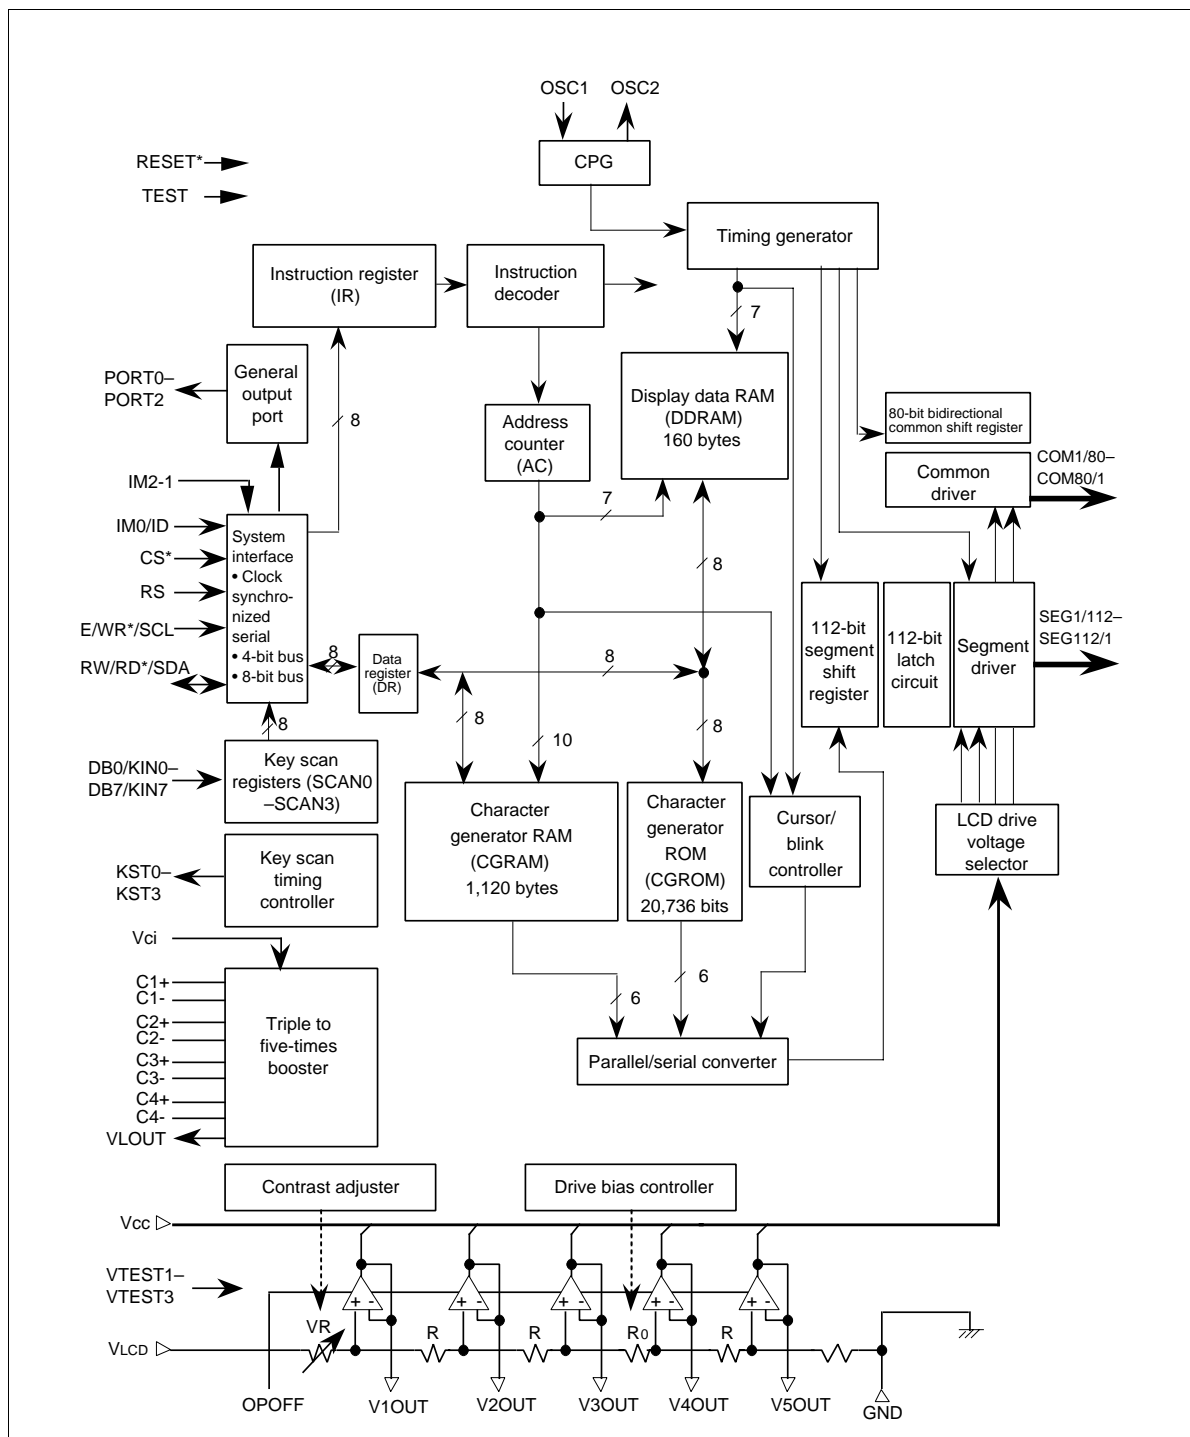 OSC1 OSC2
CPG
RESET*
TEST
Timing generator
Instruction register
(IR)
Instruction
decoder
7
General
output
port
PORT0–
PORT2
8
Display data RAM
(DDRAM)
160 bytes
Address
counter
(AC)
80-bit bidirectional
common shift register
Common
driver
COM1/80–
COM80/1
IM2-1
IM0/ID
CS*
RS
E/WR*/SCL
RW/RD*/SDA
System
interface
• Clock
synchro-
nized
serial
• 4-bit bus
• 8-bit bus
7
8
112-bit
segment
shift
register
112-bit
latch
circuit
Segment
driver
SEG1/112–
SEG112/1
8
Data
register
(DR)
8
8
8
8
10
DB0/KIN0–
DB7/KIN7
Key scan
registers (SCAN0
–SCAN3)
Character
generator RAM
(CGRAM)
1,120 bytes
Character
generator
ROM
(CGROM)
20,736 bits
Cursor/
blink
controller
LCD drive
voltage
selector
KST0–
KST3
Key scan
timing
controller
Vci
C1+
C1-
C2+
C2-
C3+
C3-
C4+
C4-
VLOUT
Triple to
five-times
booster
6
6
Parallel/serial converter
Contrast adjuster
Drive bias controller
Vcc
VTEST1–
VTEST3
+ -
+ -
+ -
+ -
+ -
VLCD
VR
R
R
R0
R
OPOFF
V1OUT
V2OUT
V3OUT
V4OUT
V5OUT
GND